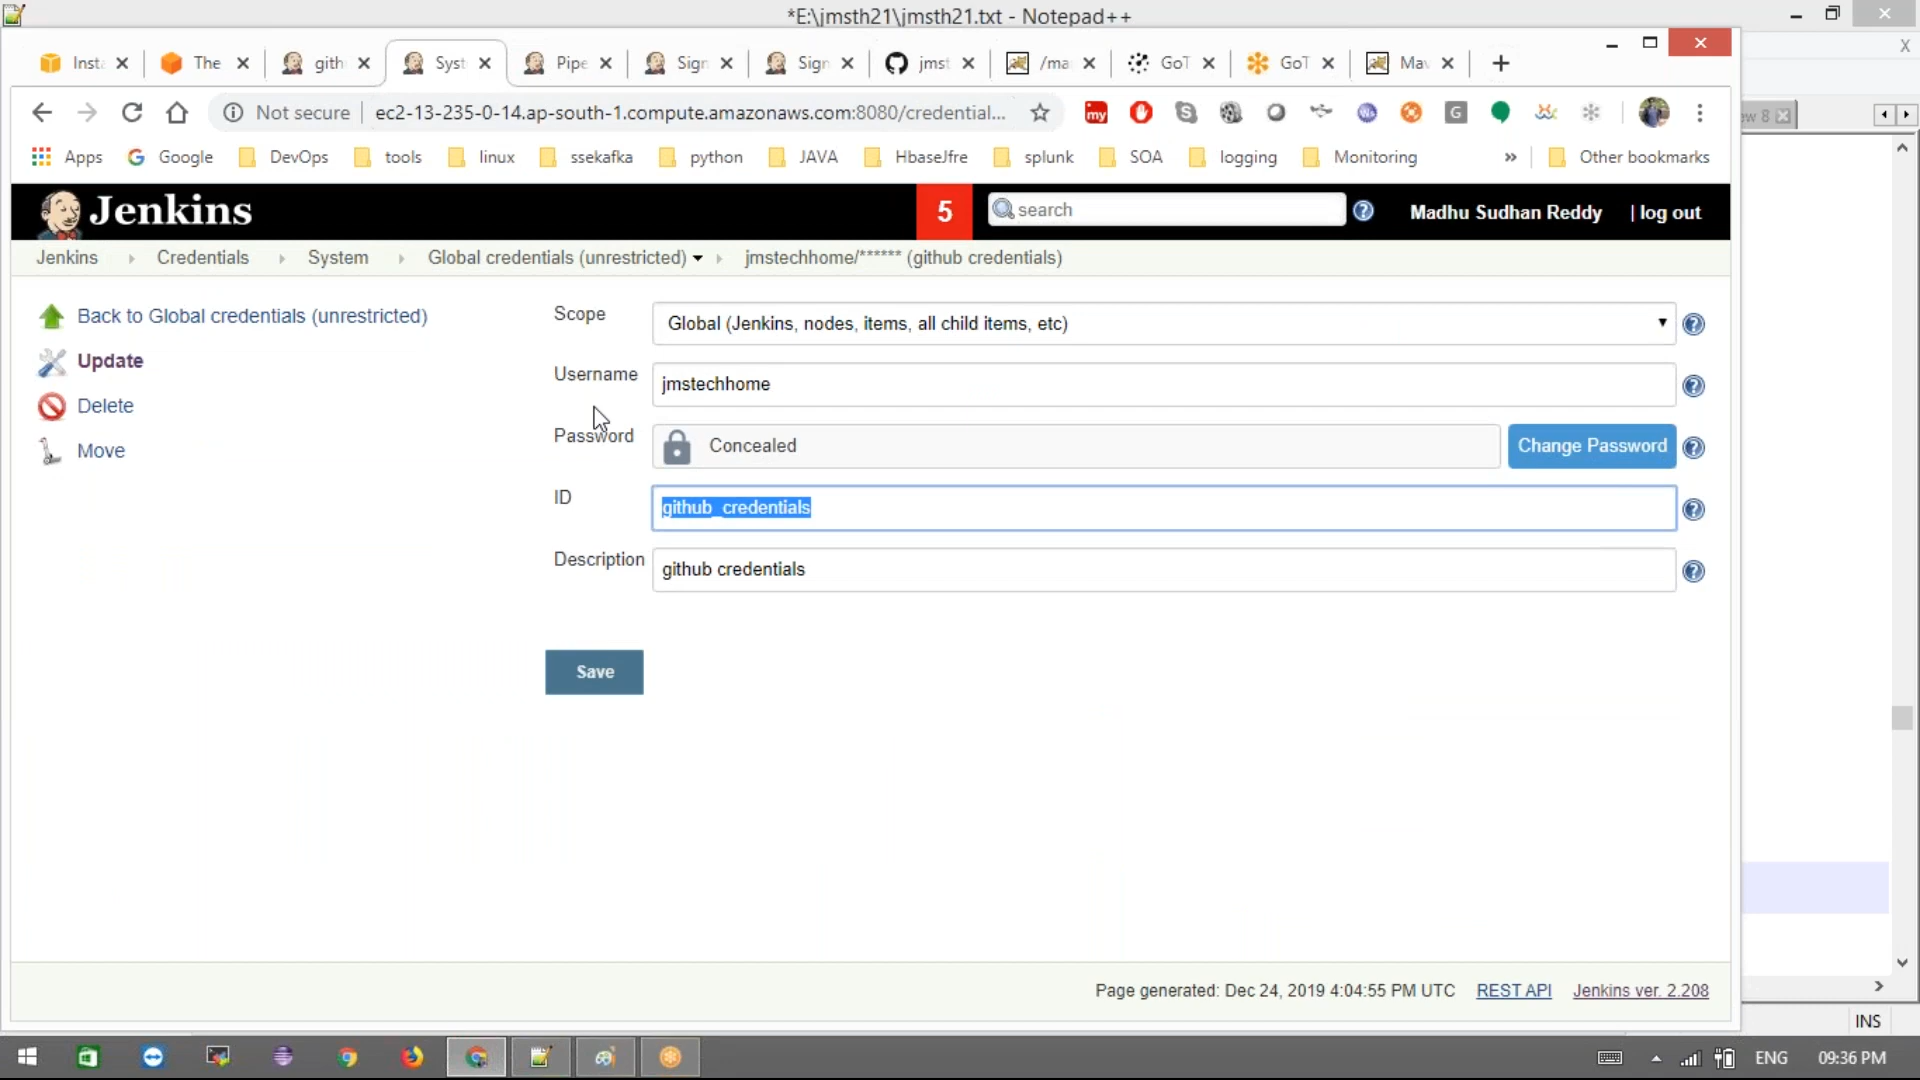 *E:\jmsth21\jmsth21.txt - Notepad++
X
Insta
The
gith
Syst
Pipe
Sign
Sign
jmst
/ma
GoT
GoT
Mav
Not secure
ec2-13-235-0-14.ap-south-1.compute.amazonaws.com:8080/credential...
ew 8
Apps
Google
DevOps
tools
linux
ssekafka
python
JAVA
HbaseJfre
splunk
SOA
logging
Monitoring
»
Other bookmarks
Jenkins
5
search
Madhu Sudhan Reddy
| log out
Jenkins
Credentials
System
Global credentials (unrestricted)
jmstechhome/****** (github credentials)
Back to Global credentials (unrestricted)
Update
Delete
Move
Scope
Global (Jenkins, nodes, items, all child items, etc)
Username
jmstechhome
Password
Concealed
Change Password
ID
github_credentials
Description
github credentials
Save
Page generated: Dec 24, 2019 4:04:55 PM UTC
REST API
Jenkins ver. 2.208
INS
ENG
09:36 PM